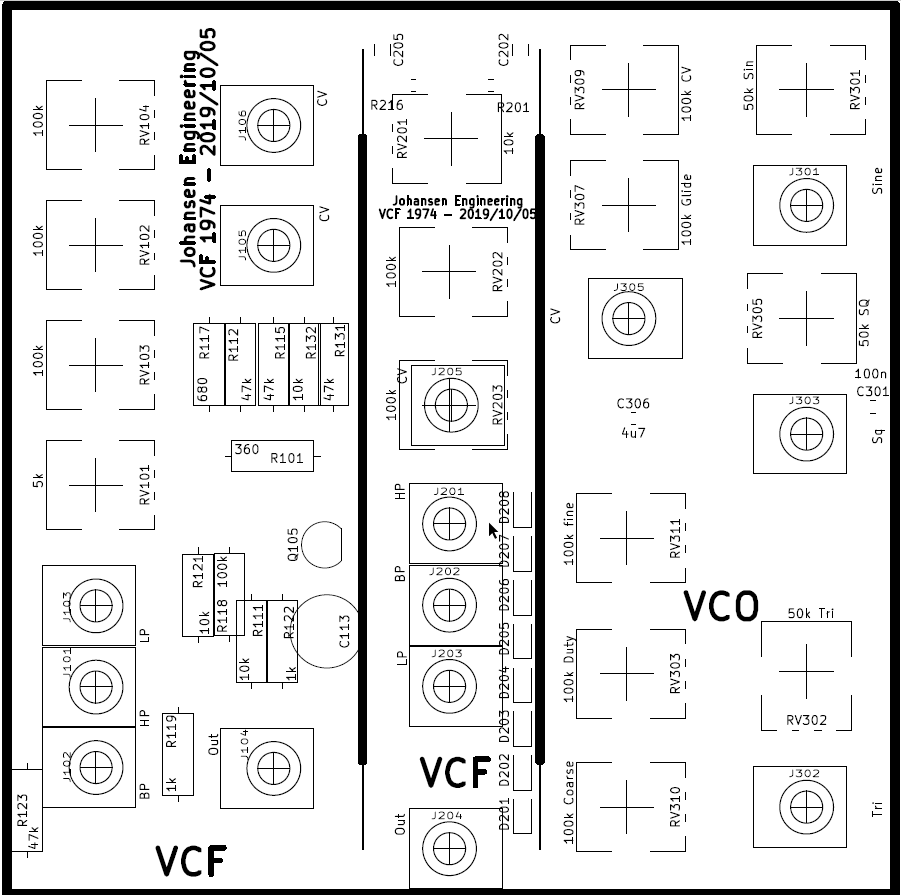 100k
RV104
Johansen Engineering
VCF 1974 - 2019/10/05
J106
CV
100k
RV102
J105
CV
100k
RV103
R117
680
R112
47k
R115
47k
R132
10k
R131
47k
5k
RV101
360
R101
Q105
R121
10k
100k
R118
R111
10k
R122
1k
C113
J103
LP
J101
HP
J102
BP
R119
1k
Out
J104
R123
47k
VCF
C205
C202
R216
R201
RV201
10k
Johansen Engineering
VCF 1974 - 2019/10/05
100k
RV202
CV
J205
100k
RV203
HP
J201
D208
D207
BP
J202
D206
D205
LP
J203
D204
D203
VCF
D202
D201
Out
J204
RV309
100k CV
50k Sin
RV301
RV307
100k Glide
J301
Sine
J305
CV
RV305
50k SQ
100n
C301
C306
4u7
J303
Sq
100k fine
RV311
VCO
50k Tri
RV302
100k Duty
RV303
100k Coarse
RV310
J302
Tri